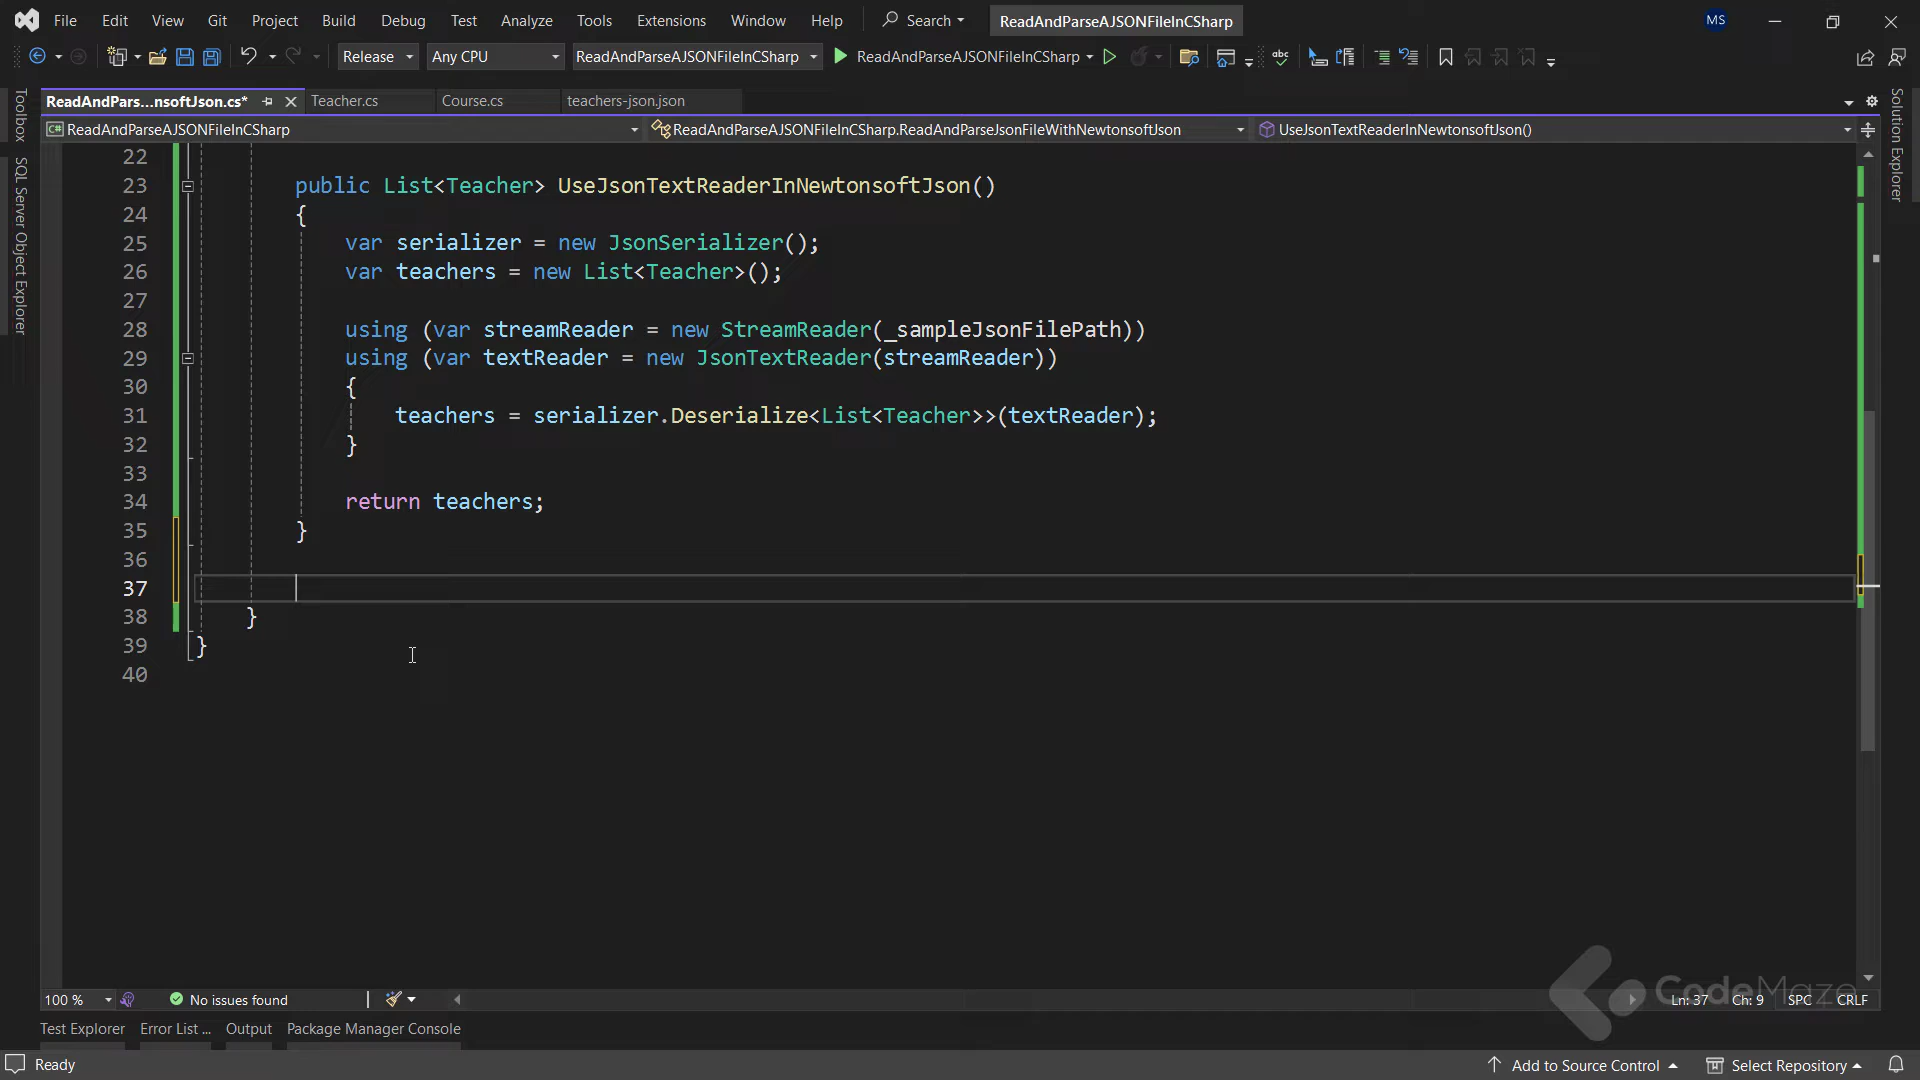 File Edit View Git Project Build Debug Test Analyze Tools Extensions Window Help Search ReadAndParseAJSONFileInCSharp MS
Release Any CPU ReadAndParseAJSONFileInCSharp ReadAndParseAJSONFileInCSharp
ReadAndPars...nsoftJson.cs* Teacher.cs Course.cs teachers-json.json
ReadAndParseAJSONFileInCSharp ReadAndParseAJSONFileInCSharp.ReadAndParseJsonFileWithNewtonsoftJson UseJsonTextReaderInNewtonsoftJson()
Toolbox
SQL Server Object Explorer
Solution Explorer
22
23 public List<Teacher> UseJsonTextReaderInNewtonsoftJson()
24 {
25 var serializer = new JsonSerializer();
26 var teachers = new List<Teacher>();
27
28 using (var streamReader = new StreamReader(_sampleJsonFilePath))
29 using (var textReader = new JsonTextReader(streamReader))
30 {
31 teachers = serializer.Deserialize<List<Teacher>>(textReader);
32 }
33
34 return teachers;
35 }
36
37
38 }
39 }
40
CodeMaze
100 % No issues found Ln: 37 Ch: 9 SPC CRLF
Test Explorer Error List ... Output Package Manager Console
Ready Add to Source Control Select Repository